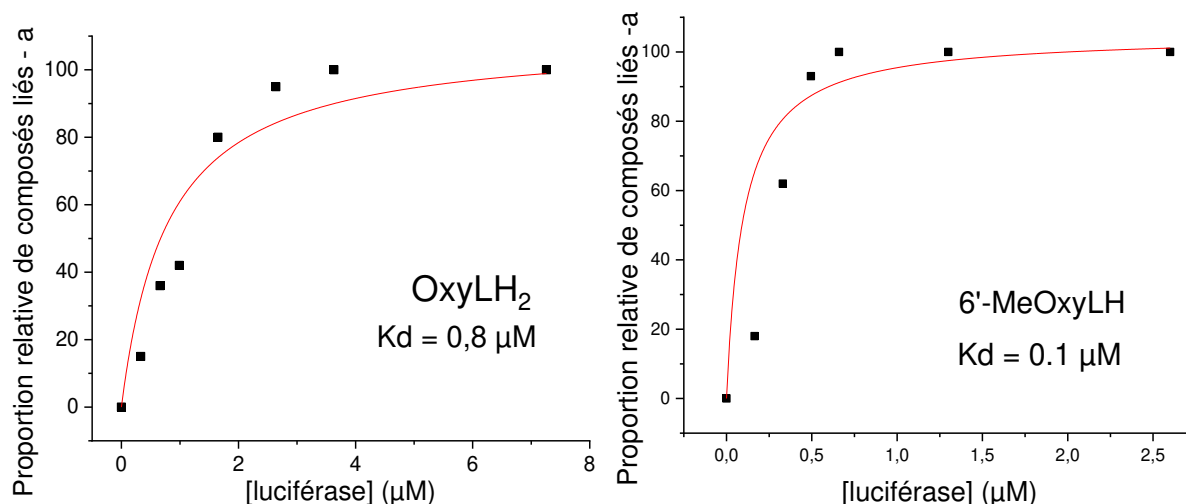 Proportion relative de composés liés - a
100
80
60
40
20
0
OxyLH₂
Kd = 0,8 µM
0 2 4 6 8
[luciférase] (µM)
Proportion relative de composés liés -a
100
80
60
40
20
0
6'-MeOxyLH
Kd = 0.1 µM
0,0 0,5 1,0 1,5 2,0 2,5
[luciférase] (µM)